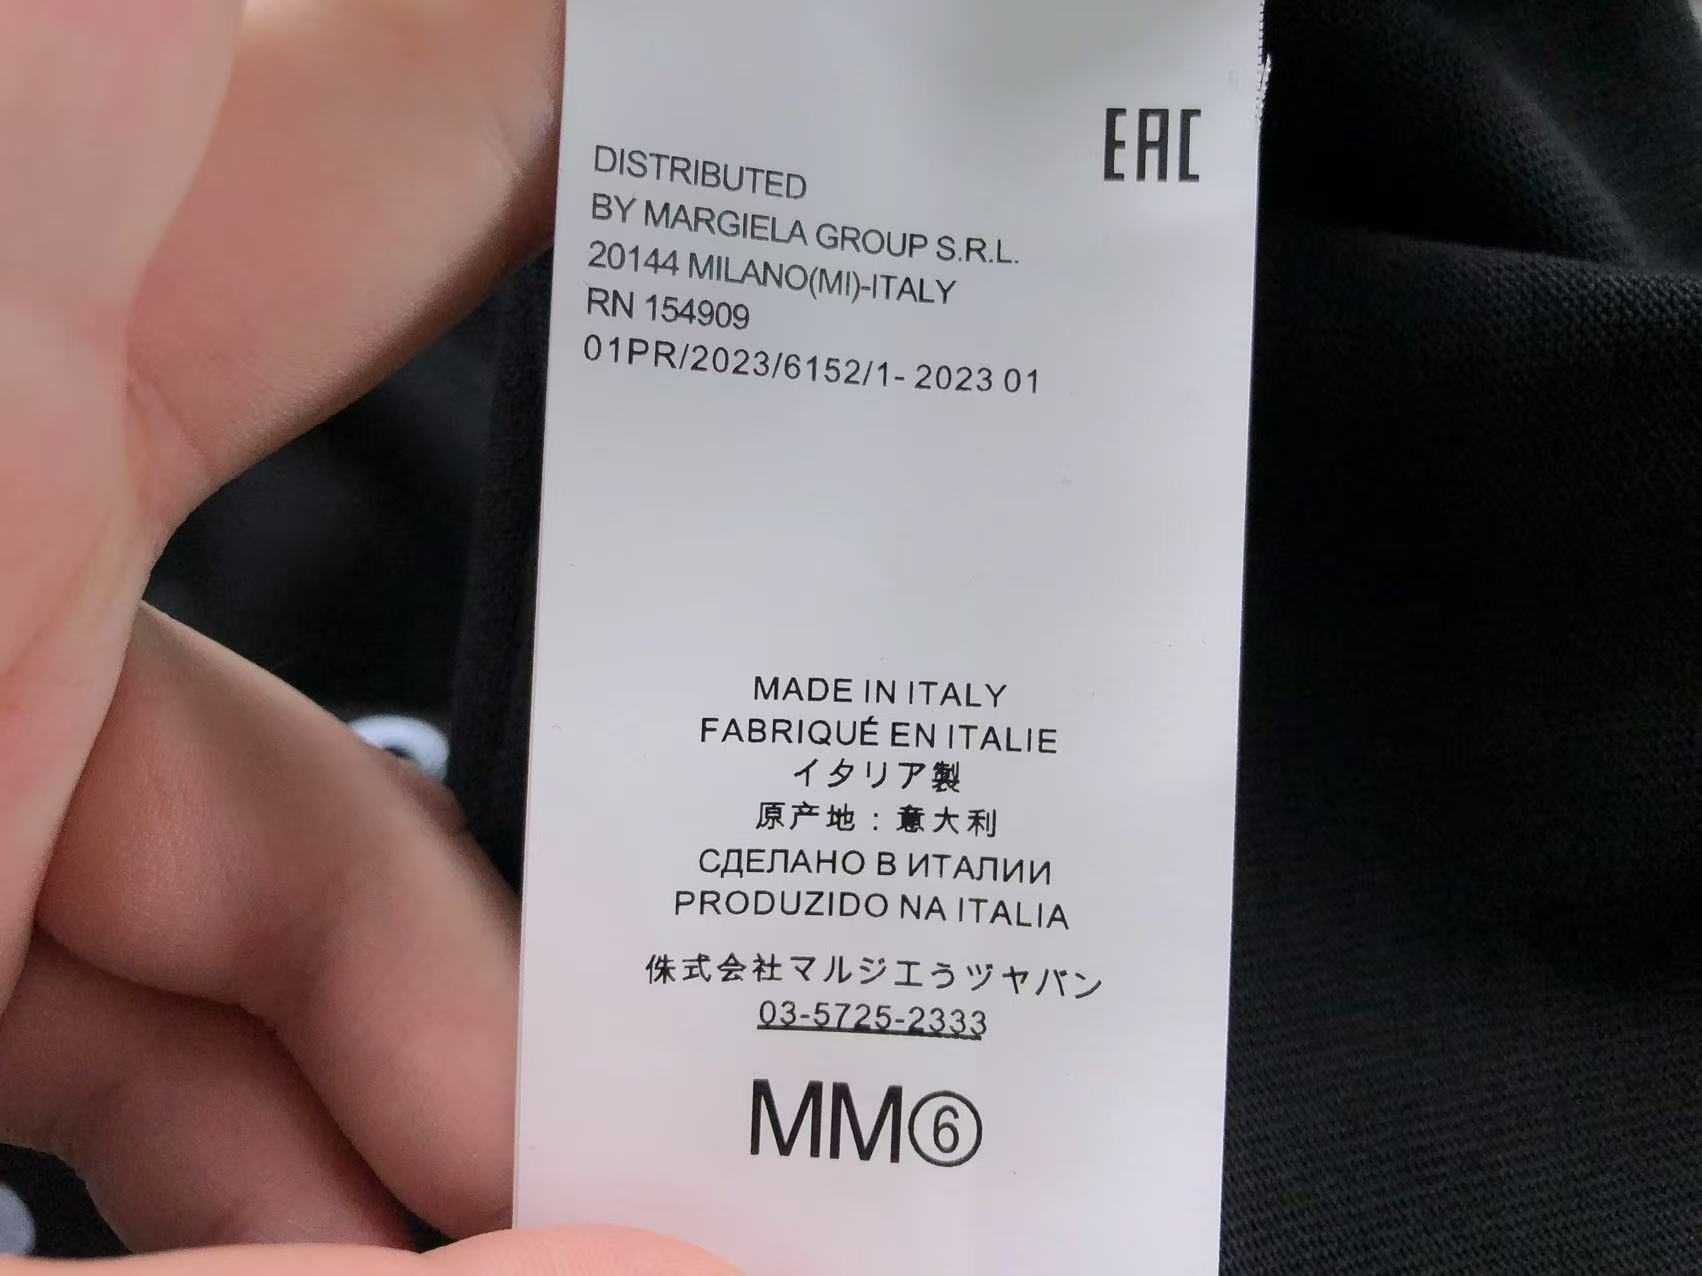 EAC
DISTRIBUTED
BY MARGIELA GROUP S.R.L.
20144 MILANO(MI)-ITALY
RN 154909
01PR/2023/6152/1- 2023 01
MADE IN ITALY
FABRIQUÉ EN ITALIE
イタリア製
原产地：意大利
СДЕЛАНО В ИТАЛИИ
PRODUZIDO NA ITALIA
侏式会社マルジエうヅヤバン
03-5725-2333
MM⑥